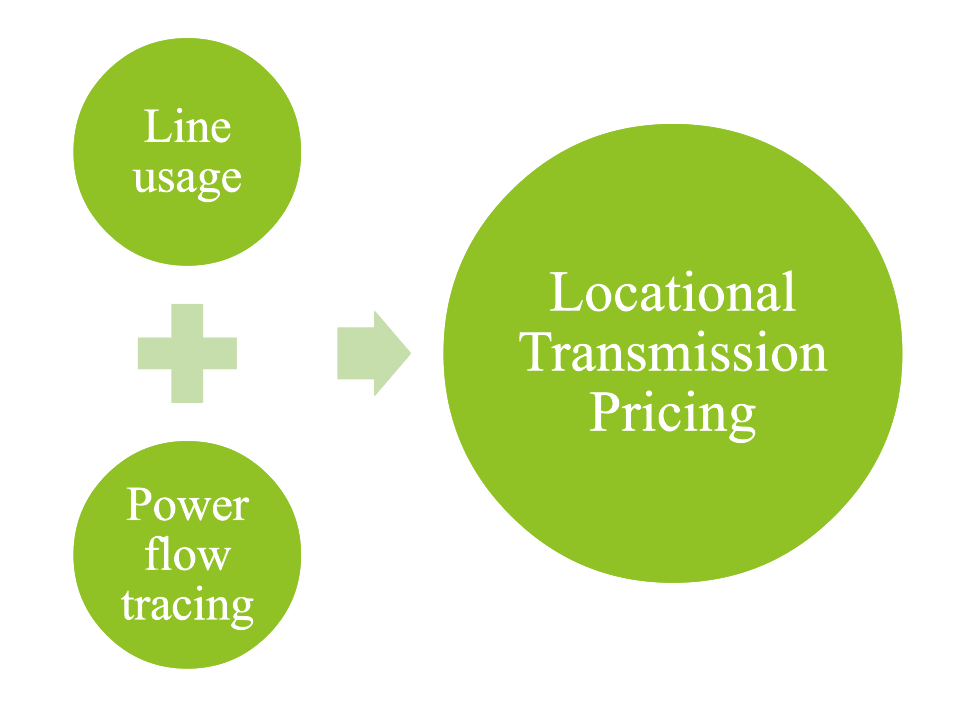 Line
usage
Power
flow
tracing
Locational
Transmission
Pricing